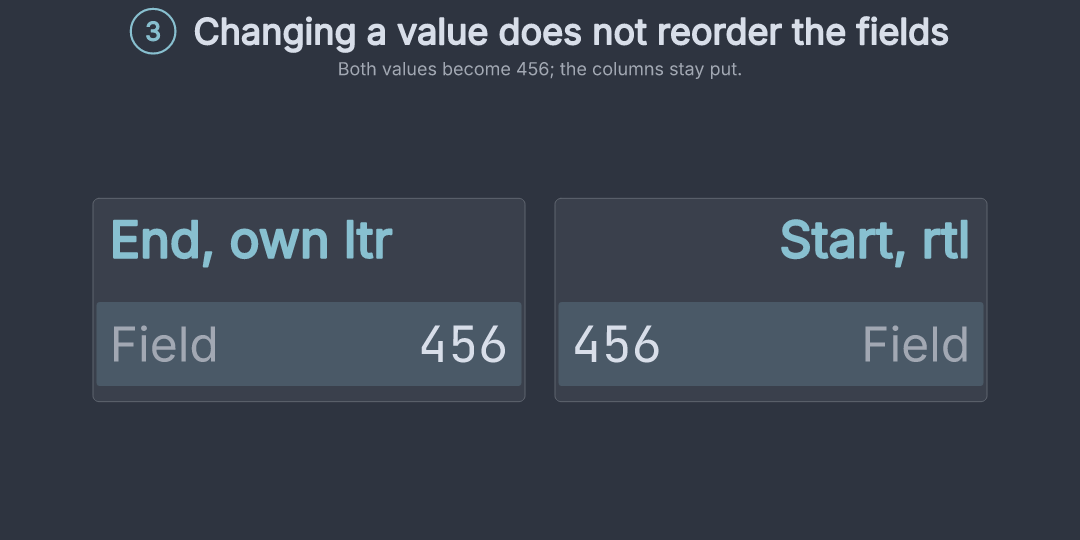 3 Changing a value does not reorder the fields
Both values become 456; the columns stay put.
End, own ltr
Field 456
Start, rtl
456 Field